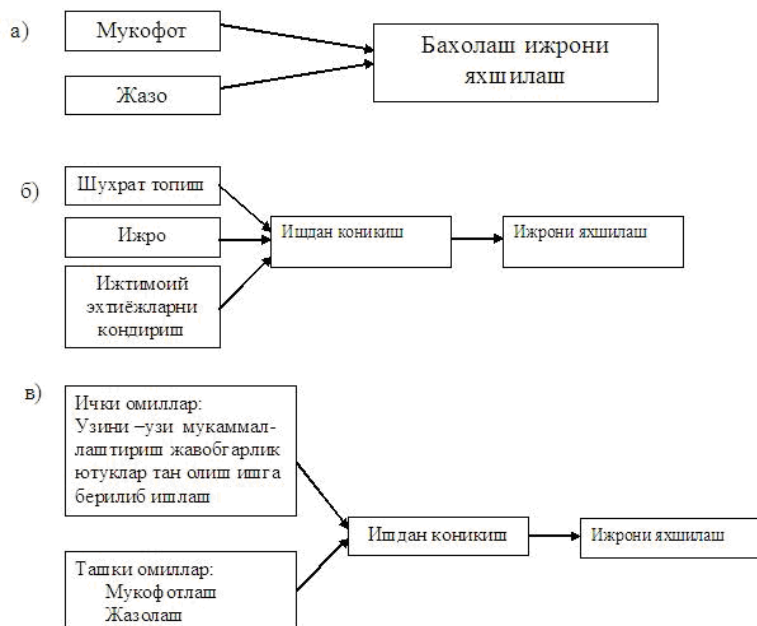 а)
Мукофот
Жазо
Бахолаш ижрони
яхшилаш
б)
Шухрат топиш
Ижро
Ижтимоий
эхтиёжларни
кондириш
Ишдан коникиш
Ижрони яхшилаш
в)
Ички омиллар:
Узини –узи мукаммал-
лаштириш жавобгарлик
ютуклар тан олиш ишга
берилиб ишлаш
Ташки омиллар:
Мукофотлаш
Жазолаш
Ишдан коникиш
Ижрони яхшилаш